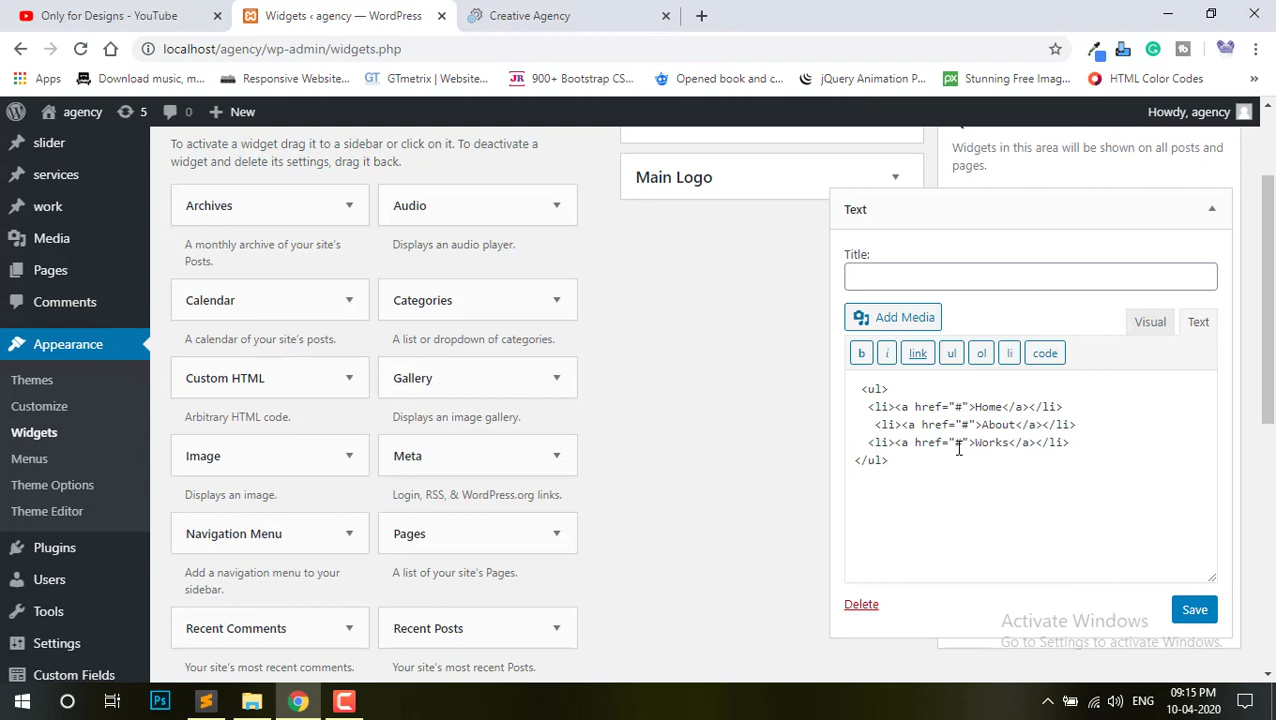 Only for Designs - YouTube
Widgets ‹ agency — WordPress
Creative Agency
localhost/agency/wp-admin/widgets.php
Apps
Download music, m...
Responsive Website...
GTmetrix | Website...
900+ Bootstrap CS...
Opened book and c...
jQuery Animation P...
Stunning Free Imag...
HTML Color Codes
agency
5
0
New
Howdy, agency
slider
services
work
Media
Pages
Comments
Appearance
Themes
Customize
Widgets
Menus
Theme Options
Theme Editor
Plugins
Users
Tools
Settings
Custom Fields
To activate a widget drag it to a sidebar or click on it. To deactivate a
widget and delete its settings, drag it back.
Archives
A monthly archive of your site's
Posts.
Audio
Displays an audio player.
Calendar
A calendar of your site's posts.
Categories
A list or dropdown of categories.
Custom HTML
Arbitrary HTML code.
Gallery
Displays an image gallery.
Image
Displays an image.
Meta
Login, RSS, & WordPress.org links.
Navigation Menu
Add a navigation menu to your
sidebar.
Pages
A list of your site's Pages.
Recent Comments
Your site's most recent comments.
Recent Posts
Your site's most recent Posts.
Main Logo
Widgets in this area will be shown on all posts and
pages.
Text
Title:
Add Media
Visual
Text
b
i
link
ul
ol
li
code
<ul>
<li><a href="#">Home</a></li>
<li><a href="#">About</a></li>
<li><a href="#">Works</a></li>
</ul>
Delete
Save
Activate Windows
Go to Settings to activate Windows.
ENG
09:15 PM
10-04-2020